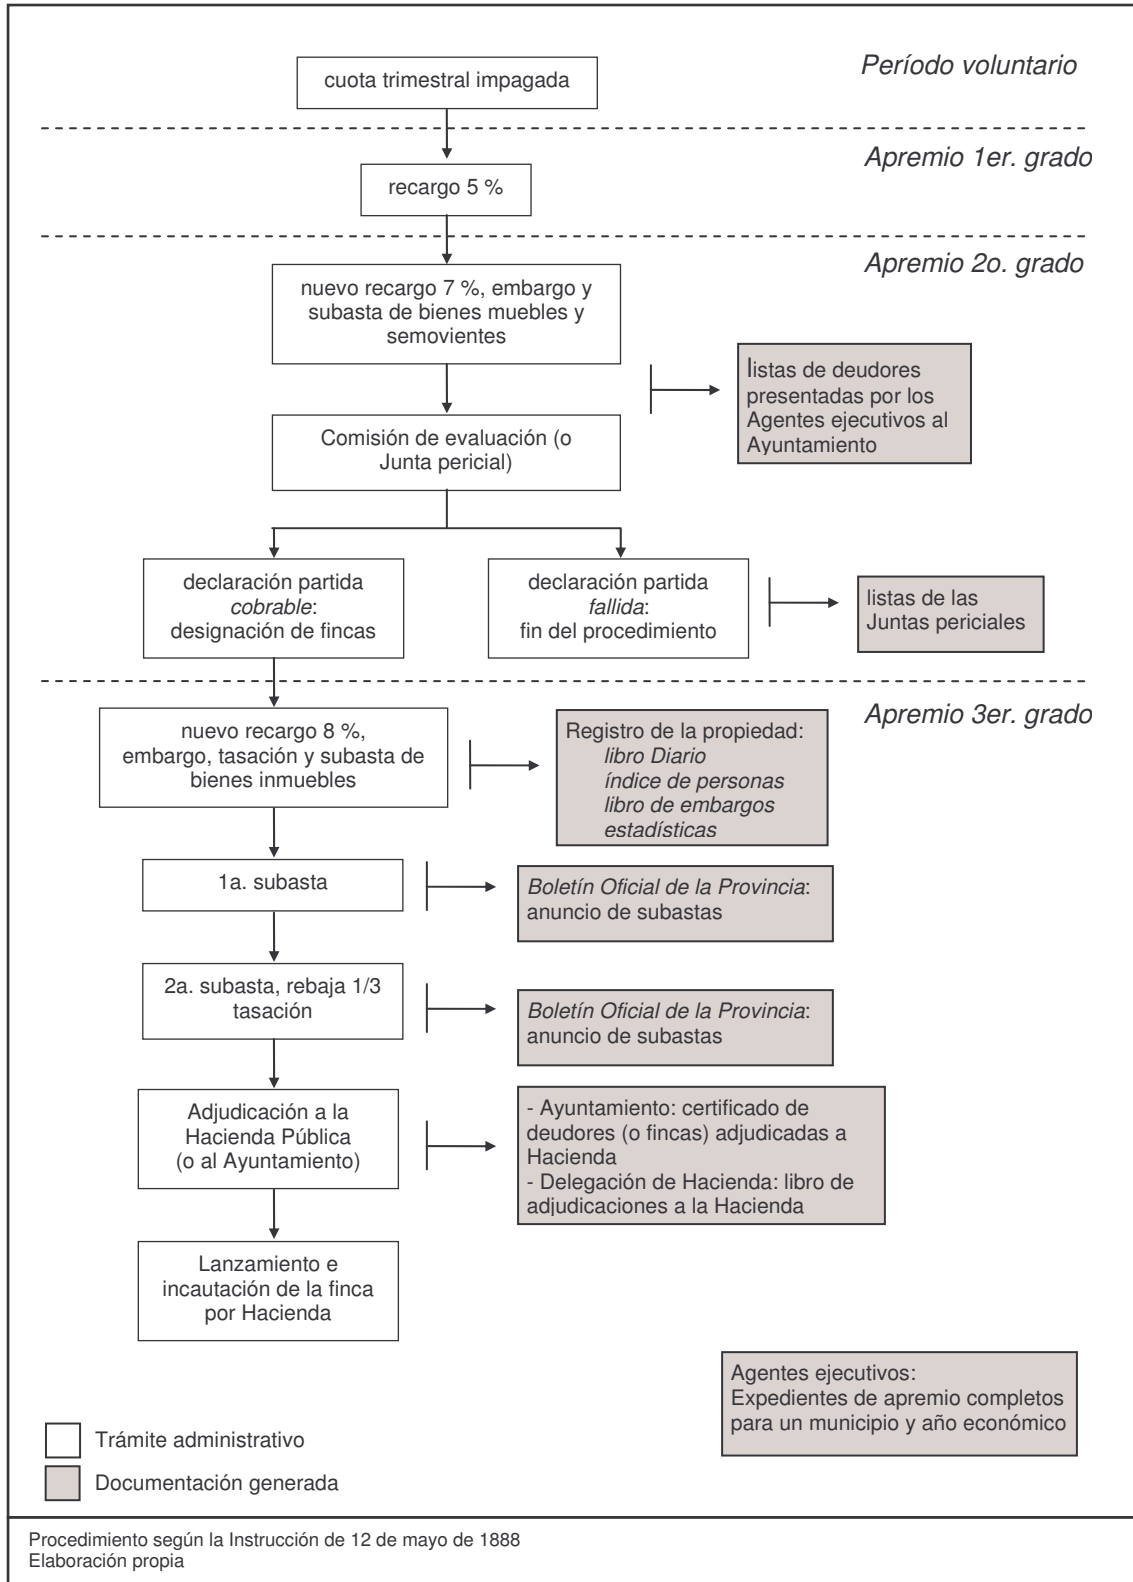 Período voluntario
cuota trimestral impagada
Apremio 1er. grado
recargo 5 %
Apremio 2o. grado
nuevo recargo 7 %, embargo y
subasta de bienes muebles y
semovientes
listas de deudores
presentadas por los
Agentes ejecutivos al
Ayuntamiento
Comisión de evaluación (o
Junta pericial)
declaración partida
cobrable:
designación de fincas
declaración partida
fallida:
fin del procedimiento
listas de las
Juntas periciales
Apremio 3er. grado
nuevo recargo 8 %,
embargo, tasación y subasta de
bienes inmuebles
Registro de la propiedad:
libro Diario
índice de personas
libro de embargos
estadísticas
1a. subasta
Boletín Oficial de la Provincia:
anuncio de subastas
2a. subasta, rebaja 1/3
tasación
Boletín Oficial de la Provincia:
anuncio de subastas
Adjudicación a la
Hacienda Pública
(o al Ayuntamiento)
- Ayuntamiento: certificado de
deudores (o fincas) adjudicadas a
Hacienda
- Delegación de Hacienda: libro de
adjudicaciones a la Hacienda
Lanzamiento e
incautación de la finca
por Hacienda
Agentes ejecutivos:
Expedientes de apremio completos
para un municipio y año económico
Trámite administrativo
Documentación generada
Procedimiento según la Instrucción de 12 de mayo de 1888
Elaboración propia